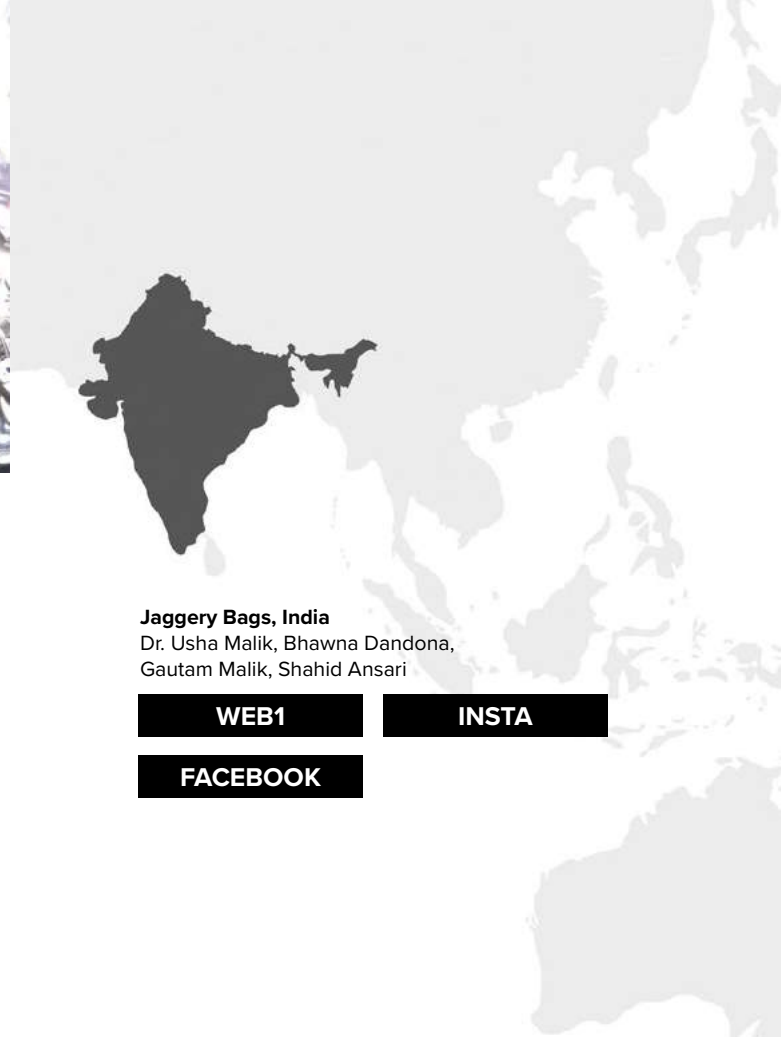 Jaggery Bags, India
Dr. Usha Malik, Bhawna Dandona,
Gautam Malik, Shahid Ansari
WEB1
INSTA
FACEBOOK